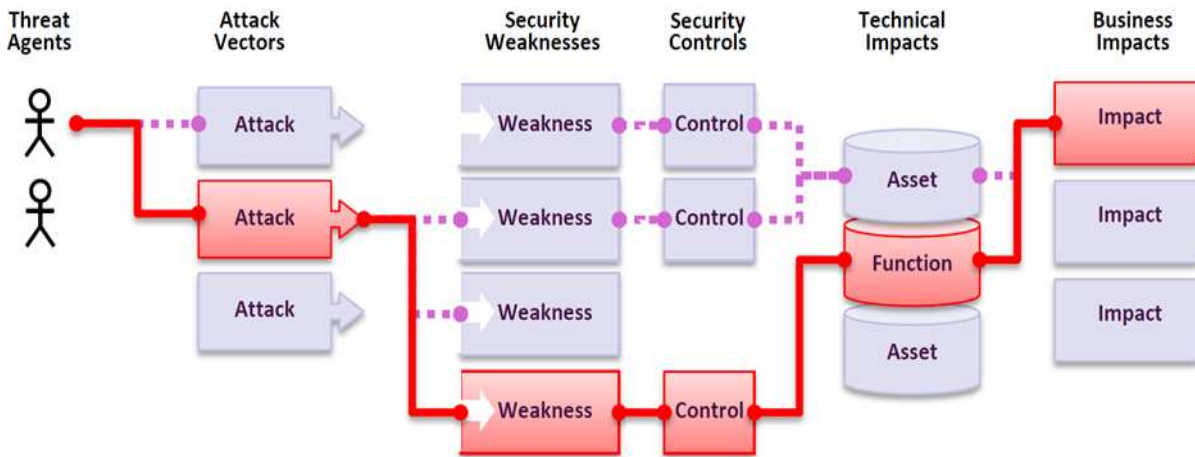 Threat
Agents
Attack
Vectors
Security
Weaknesses
Security
Controls
Technical
Impacts
Business
Impacts
Attack
Weakness
Control
Impact
Asset
Attack
Weakness
Control
Impact
Function
Attack
Weakness
Impact
Asset
Weakness
Control